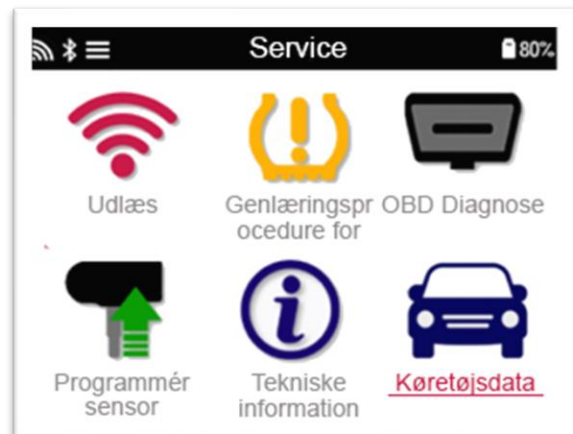 Service
80%
Udlæs
Genlæringspr
ocedure for
OBD Diagnose
Programmér
sensor
Tekniske
information
Køretøjsdata